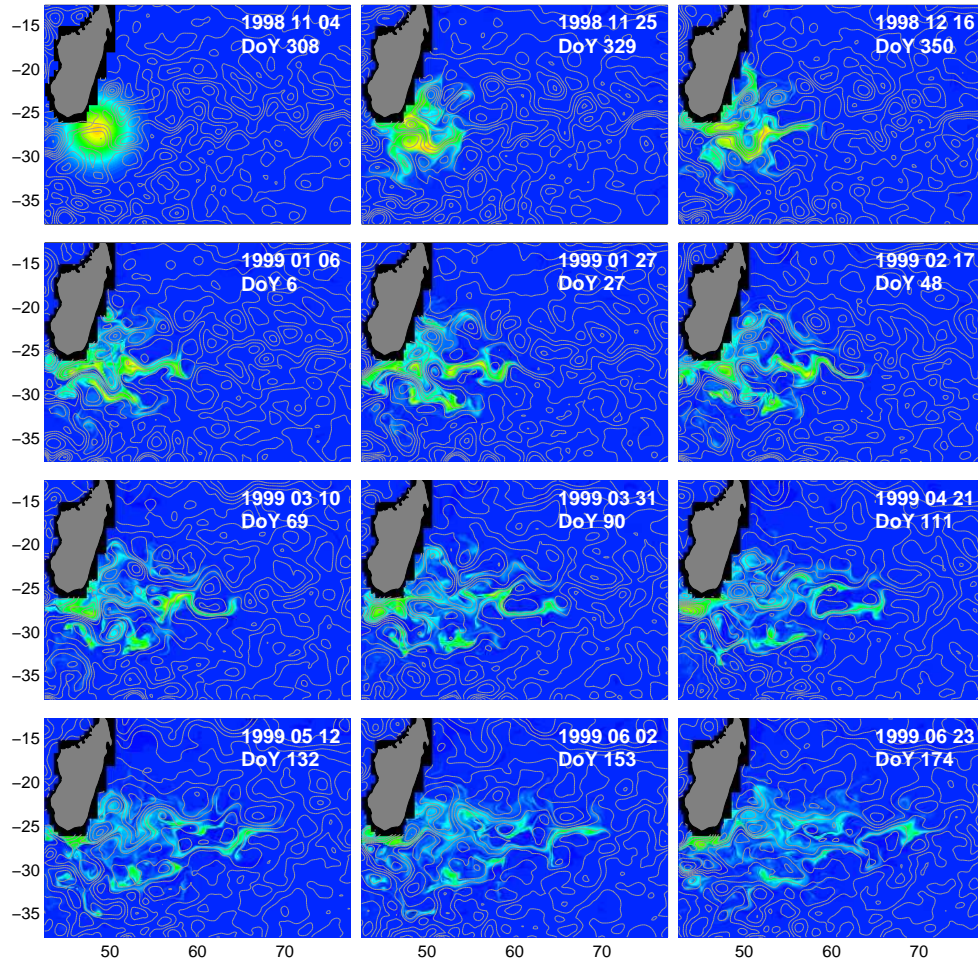 1998 11 04
DoY 308
1998 11 25
DoY 329
1998 12 16
DoY 350
−15
−20
−25
−30
−35
1999 01 06
DoY 6
1999 01 27
DoY 27
1999 02 17
DoY 48
−15
−20
−25
−30
−35
1999 03 10
DoY 69
1999 03 31
DoY 90
1999 04 21
DoY 111
−15
−20
−25
−30
−35
1999 05 12
DoY 132
1999 06 02
DoY 153
1999 06 23
DoY 174
−15
−20
−25
−30
−35
50 60 70 50 60 70 50 60 70